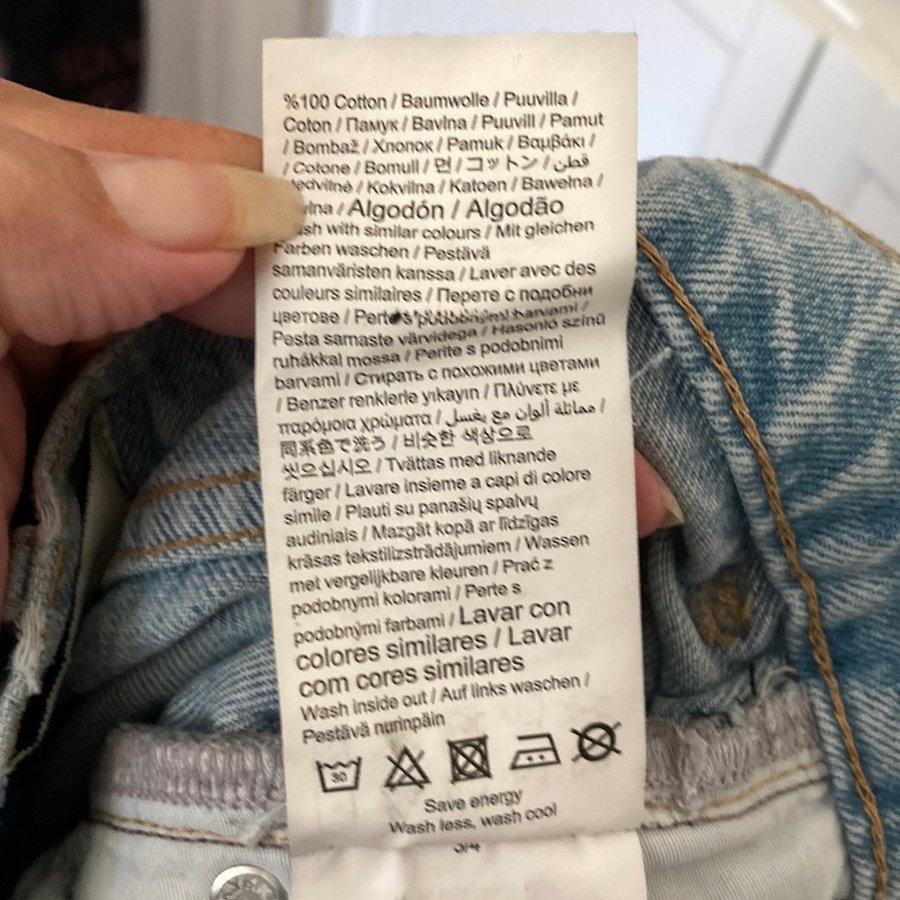 %100 Cotton / Baumwolle / Puuvilla /
Coton / Памук / Bavlna / Puuvill / Pamut
/ Bombaž / Хлопок / Pamuk / Βαμβάκι /
/ Cotone / Bomull / 면 / コットン / قطن /
/ Kokvilna / Katoen / Bawełna /
/ Algodón / Algodão
with similar colours / Mit gleichen
Farben waschen / Pestävä
samanväristen kanssa / Laver avec des
couleurs similaires / Перете с подобни
цветове / Perte s podobnými barvami /
Pesta samaste värvidega / Hasonló színű
ruhákkal mossa / Perite s podobnimi
barvami / Стирать с похожими цветами
/ Benzer renklerle yıkayın / Πλύνετε με
παρόμοια χρώματα / مماثلة ألوان مع يغسل /
同系色で洗う / 비슷한 색상으로
씻으십시오 / Tvättas med liknande
färger / Lavare insieme a capi di colore
simile / Plauti su panašių spalvų
audiniais / Mazgāt kopā ar līdzīgas
krāsas tekstilizstrādājumiem / Wassen
met vergelijkbare kleuren / Prać z
podobnymi kolorami / Perte s
podobnými farbami / Lavar con
colores similares / Lavar
com cores similares
Wash inside out / Auf links waschen /
Pestävä nurinpäin
30
Save energy
Wash less, wash cool